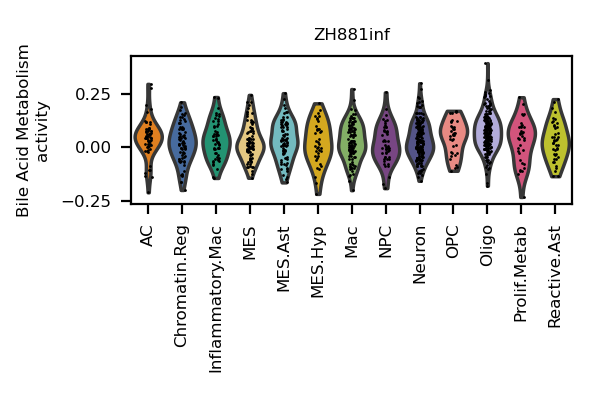 ZH881inf
Bile Acid Metabolism
activity
0.25
0.00
−0.25
AC
Chromatin.Reg
Inflammatory.Mac
MES
MES.Ast
MES.Hyp
Mac
NPC
Neuron
OPC
Oligo
Prolif.Metab
Reactive.Ast